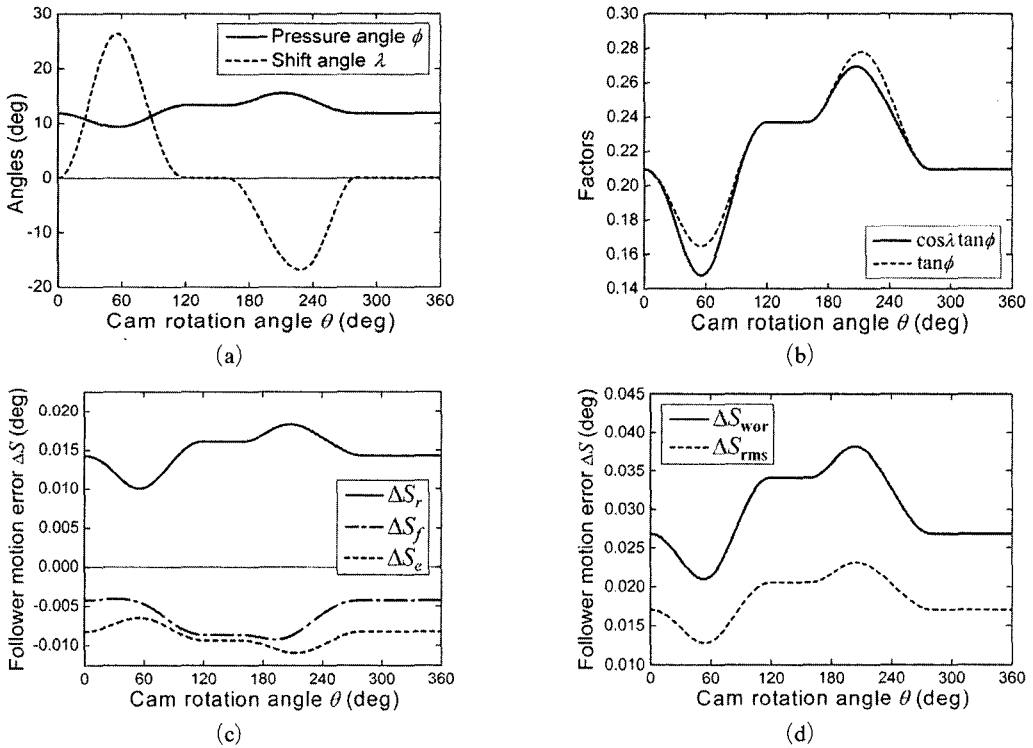 30
20
10
0
-10
-20
Angles (deg)
Pressure angle ϕ
Shift angle λ
0 60 120 180 240 300 360
Cam rotation angle θ (deg)
(a)
0.30
0.28
0.26
0.24
0.22
0.20
0.18
0.16
0.14
Factors
cosλtanϕ
tanϕ
0 60 120 180 240 300 360
Cam rotation angle θ (deg)
(b)
0.020
0.015
0.010
0.005
0.000
-0.005
-0.010
Follower motion error ΔS (deg)
ΔS_r
ΔS_f
ΔS_e
0 60 120 180 240 300 360
Cam rotation angle θ (deg)
(c)
0.045
0.040
0.035
0.030
0.025
0.020
0.015
0.010
Follower motion error ΔS (deg)
ΔS_wor
ΔS_rms
0 60 120 180 240 300 360
Cam rotation angle θ (deg)
(d)